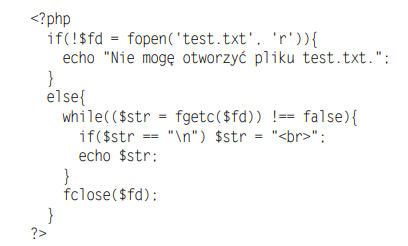 <?php
if(!$fd = fopen('test.txt', 'r')){
echo "Nie mogę otworzyć pliku test.txt.";
}
else{
while(($str = fgetc($fd)) !== false){
if($str == "\n") $str = "<br>";
echo $str;
}
fclose($fd);
}
?>